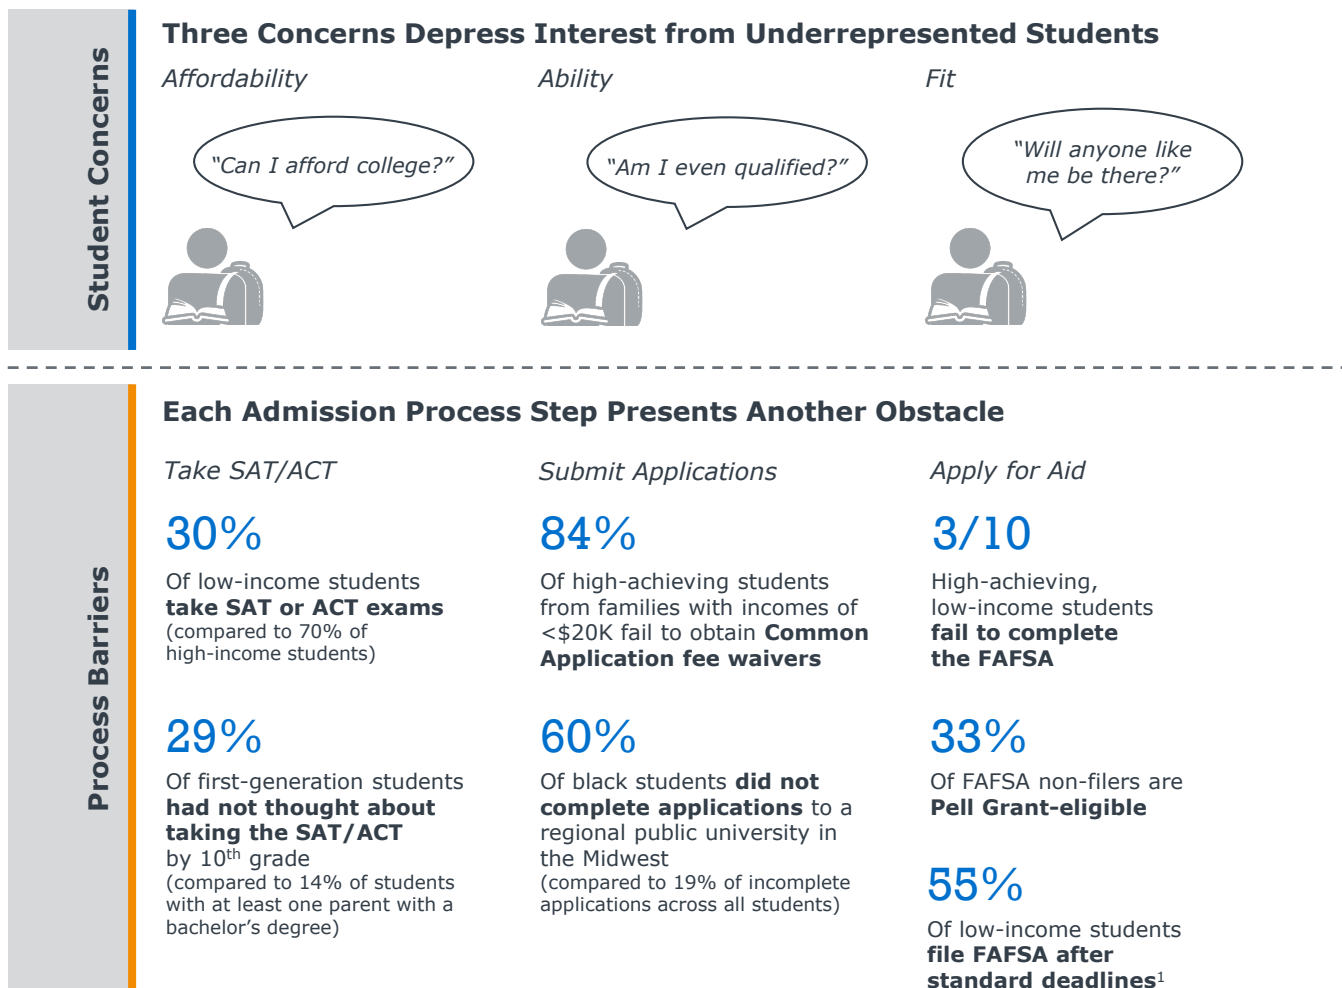 Student Concerns
Three Concerns Depress Interest from Underrepresented Students
Affordability
“Can I afford college?”
Ability
“Am I even qualified?”
Fit
“Will anyone like
me be there?”
Process Barriers
Each Admission Process Step Presents Another Obstacle
Take SAT/ACT
30%
Of low-income students
take SAT or ACT exams
(compared to 70% of
high-income students)
29%
Of first-generation students
had not thought about
taking the SAT/ACT
by 10th grade
(compared to 14% of students
with at least one parent with a
bachelor’s degree)
Submit Applications
84%
Of high-achieving students
from families with incomes of
<$20K fail to obtain Common
Application fee waivers
60%
Of black students did not
complete applications to a
regional public university in
the Midwest
(compared to 19% of incomplete
applications across all students)
Apply for Aid
3/10
High-achieving,
low-income students
fail to complete
the FAFSA
33%
Of FAFSA non-filers are
Pell Grant-eligible
55%
Of low-income students
file FAFSA after
standard deadlines1